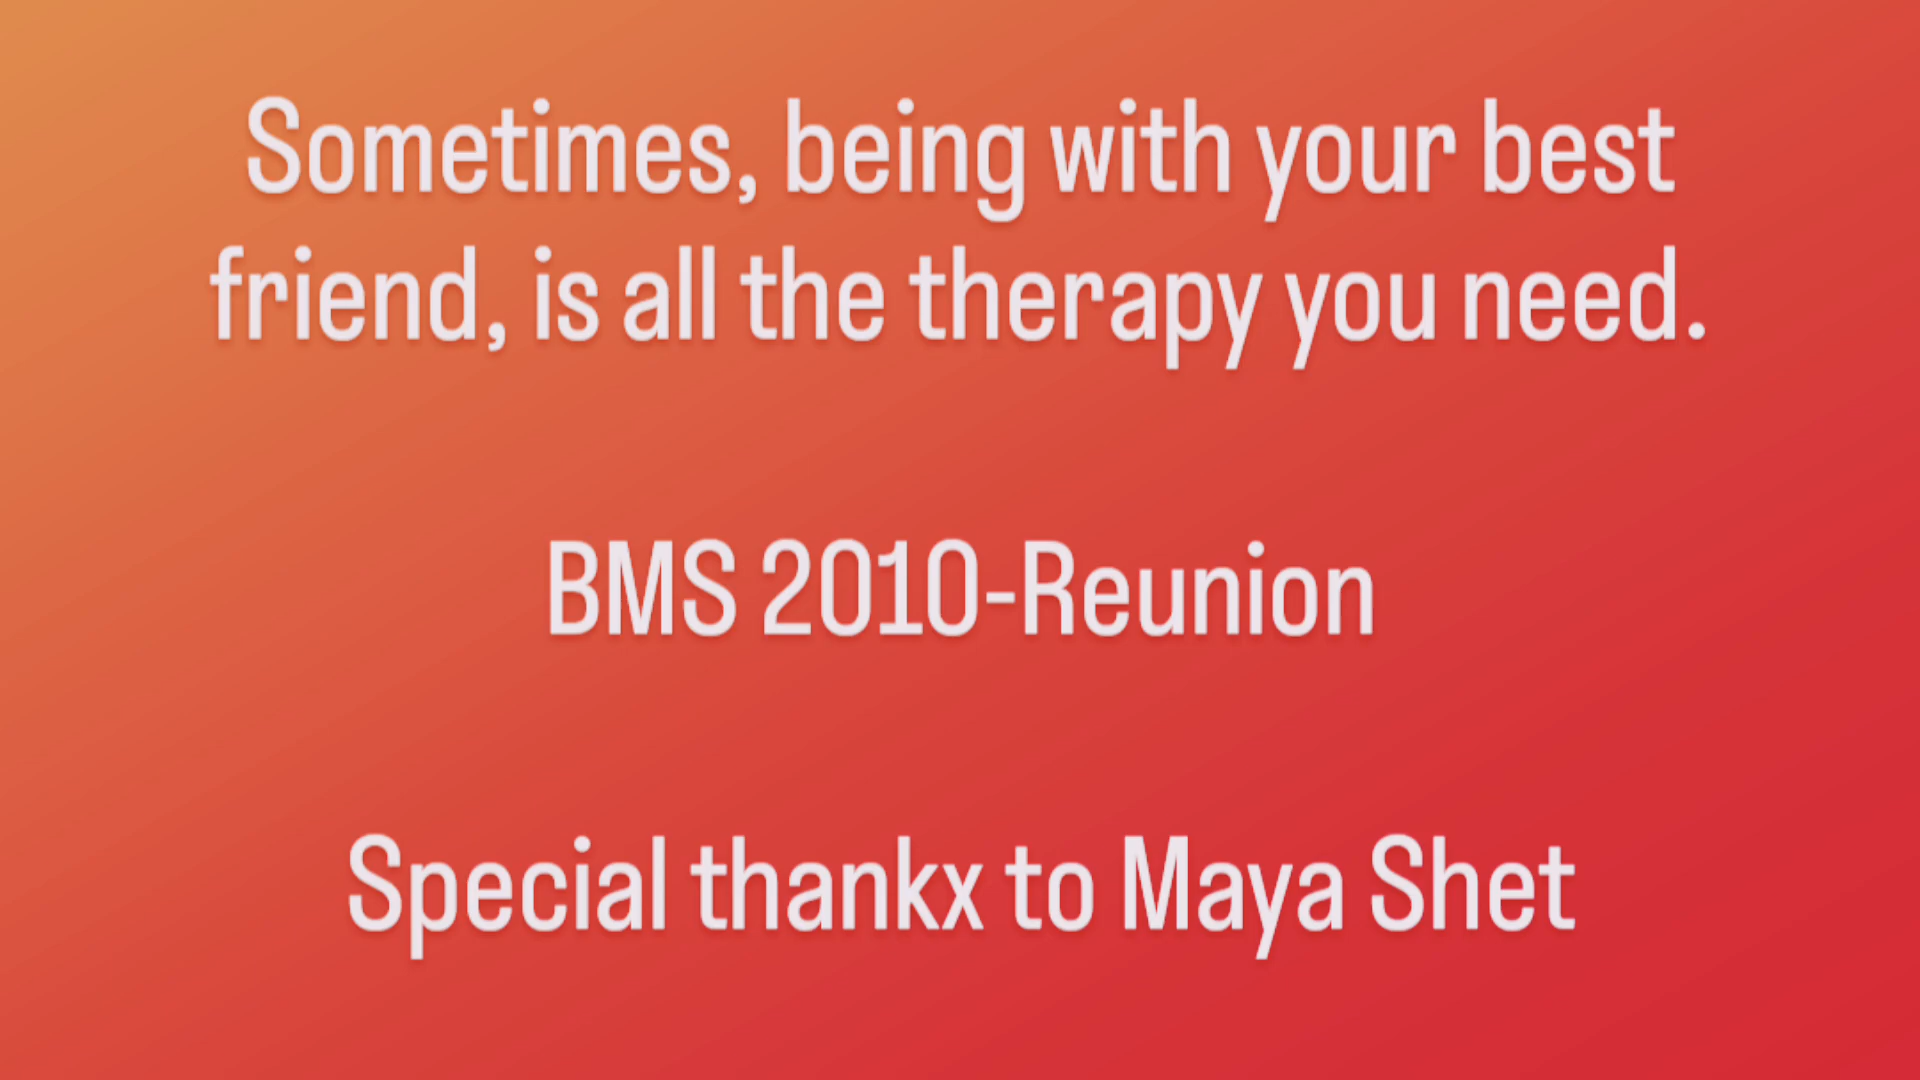 Sometimes, being with your best
friend, is all the therapy you need.
BMS 2010-Reunion
Special thankx to Maya Shet